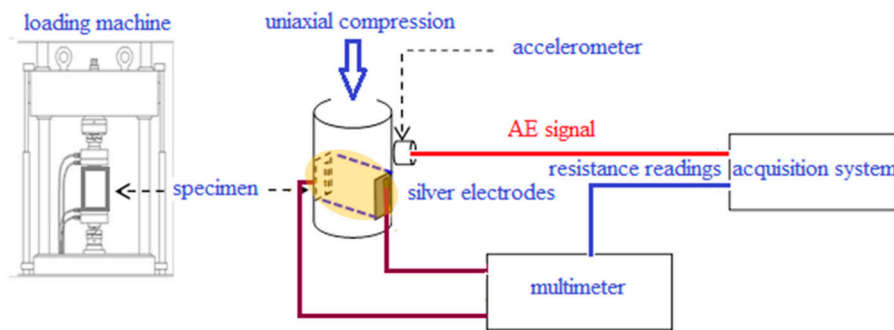 loading machine
uniaxial compression
accelerometer
AE signal
resistance readings
acquisition system
specimen
silver electrodes
multimeter